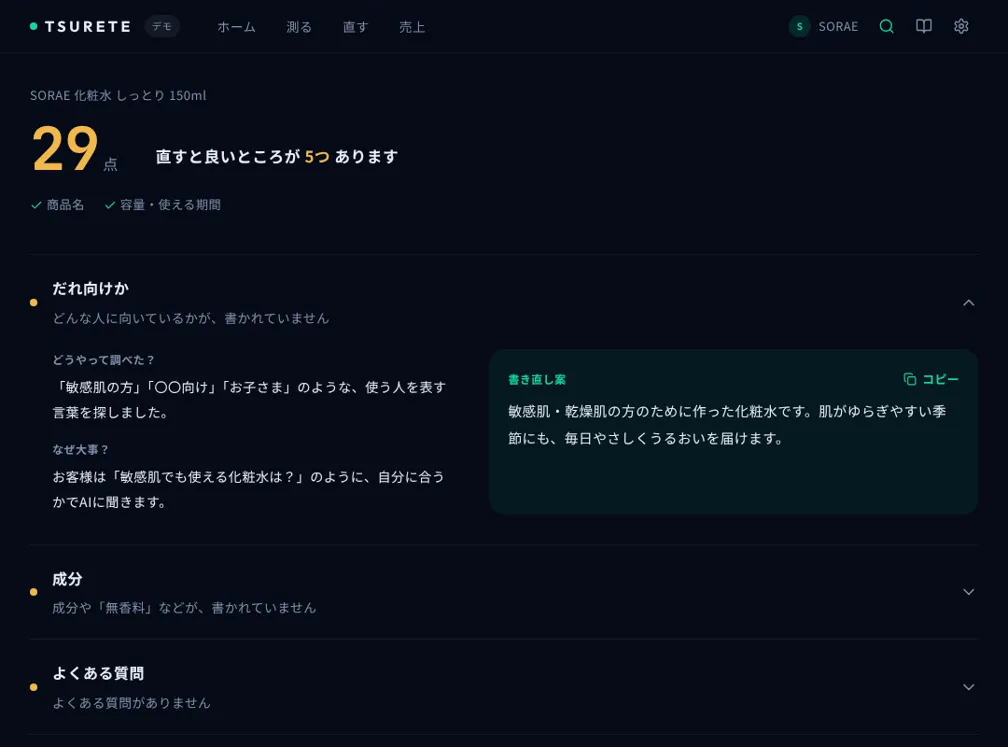 TSURETE デモ ホーム 測る 直す 売上 S SORAE
SORAE 化粧水 しっとり 150ml
29点 直すと良いところが 5つ あります
商品名 容量・使える期間
だれ向けか
どんな人に向いているかが、書かれていません
どうやって調べた？
「敏感肌の方」「〇〇向け」「お子さま」のような、使う人を表す
言葉を探しました。
なぜ大事？
お客様は「敏感肌でも使える化粧水は？」のように、自分に合う
かでAIに聞きます。
書き直し案 コピー
敏感肌・乾燥肌の方のために作った化粧水です。肌がゆらぎやすい季
節にも、毎日やさしくうるおいを届けます。
成分
成分や「無香料」などが、書かれていません
よくある質問
よくある質問がありません